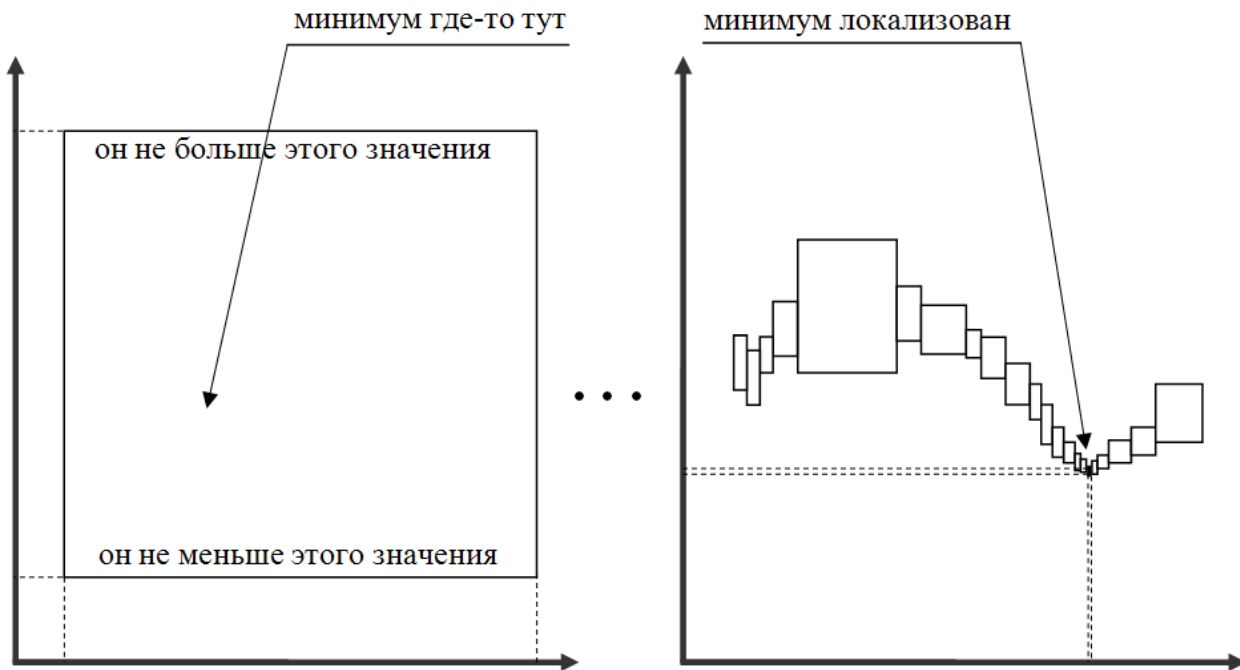 минимум где-то тут
минимум локализован
он не больше этого значения
он не меньше этого значения